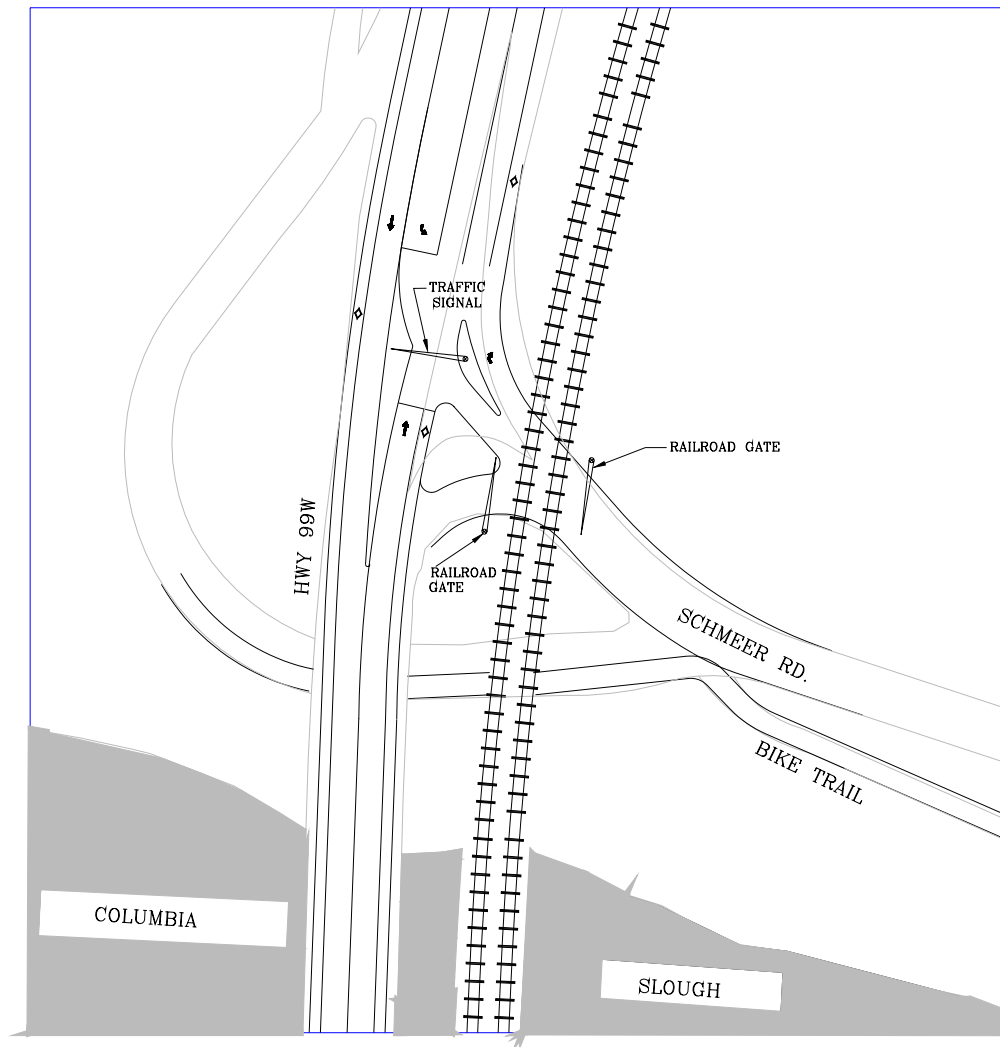 TRAFFIC
SIGNAL
RAILROAD GATE
HWY 99W
RAILROAD
GATE
SCHMEER RD.
BIKE TRAIL
COLUMBIA
SLOUGH